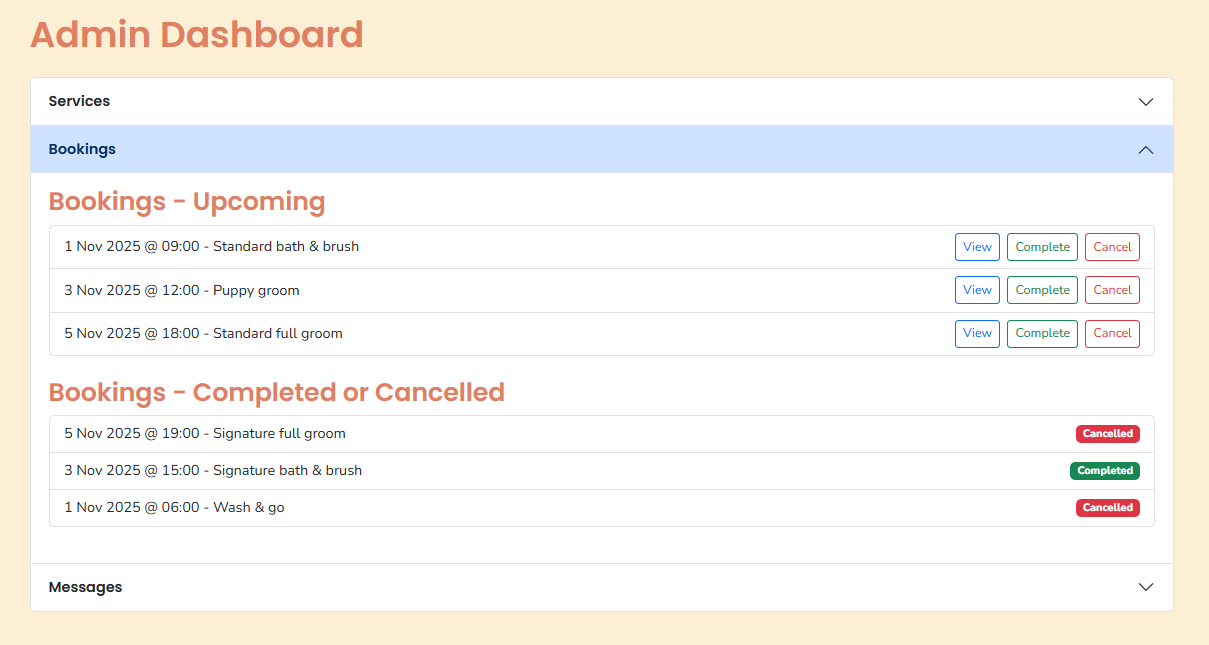 Admin Dashboard
Services
Bookings
Bookings - Upcoming
1 Nov 2025 @ 09:00 - Standard bath & brush View Complete Cancel
3 Nov 2025 @ 12:00 - Puppy groom View Complete Cancel
5 Nov 2025 @ 18:00 - Standard full groom View Complete Cancel
Bookings - Completed or Cancelled
5 Nov 2025 @ 19:00 - Signature full groom Cancelled
3 Nov 2025 @ 15:00 - Signature bath & brush Completed
1 Nov 2025 @ 06:00 - Wash & go Cancelled
Messages